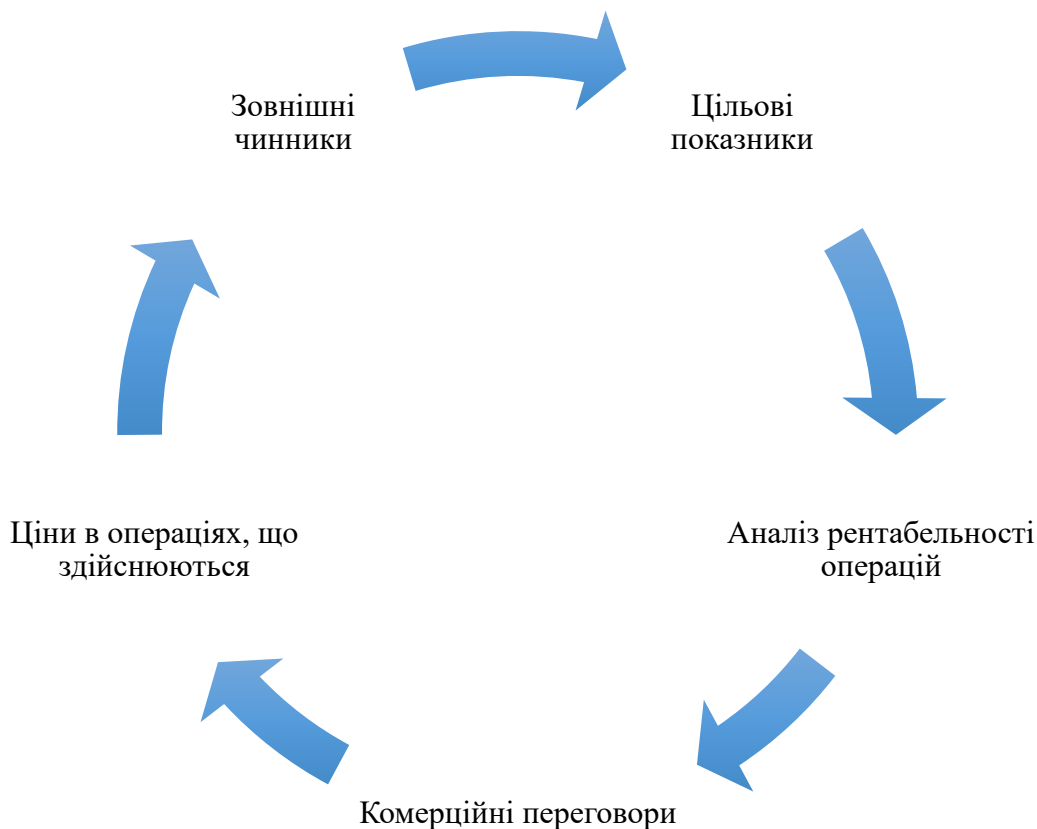 Зовнішні
чинники
Цільові
показники
Аналіз рентабельності
операцій
Комерційні переговори
Ціни в операціях, що
здійснюються